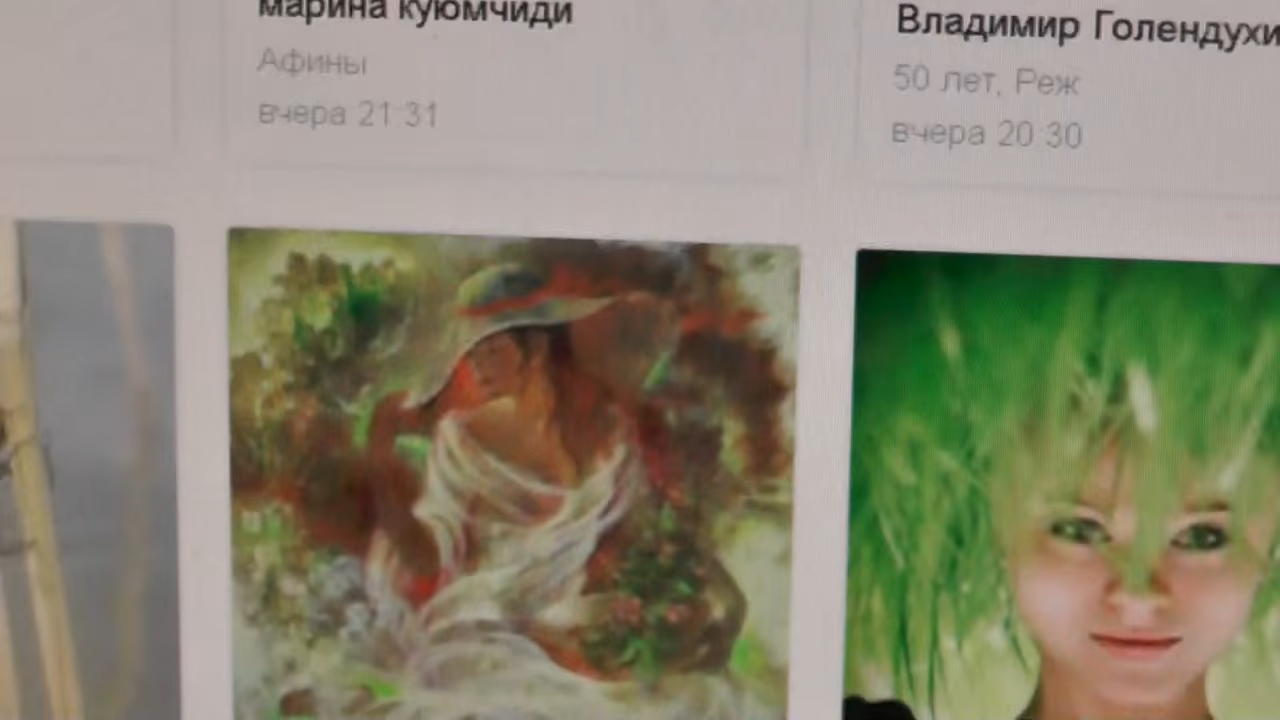 марина куюмчиди
Афины
вчера 21:31
Владимир Голендухи
50 лет, Реж
вчера 20:30